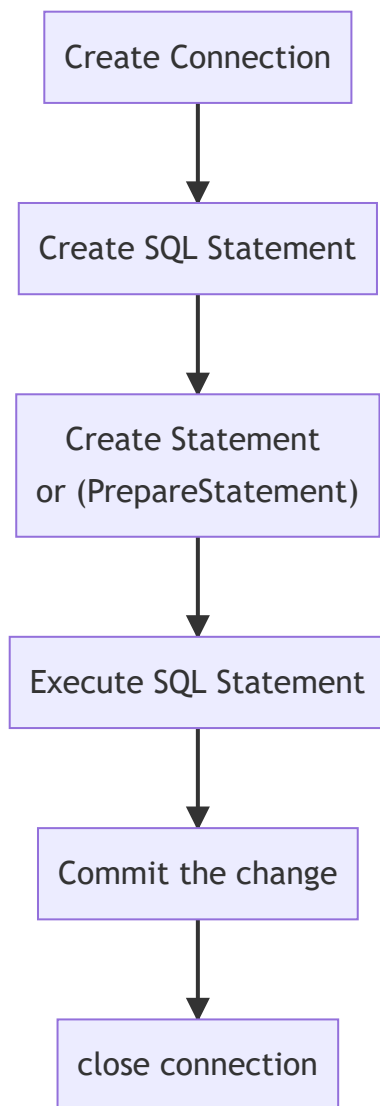 Create Connection
Create SQL Statement
Create Statement
or (PrepareStatement)
Execute SQL Statement
Commit the change
close connection